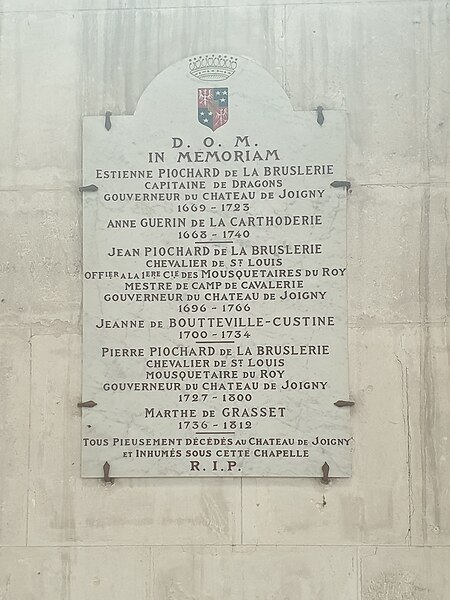 D. O. M.
IN MEMORIAM
ESTIENNE PIOCHARD DE LA BRUSLERIE
CAPITAINE DE DRAGONS
GOUVERNEUR DU CHATEAU DE JOIGNY
1669 - 1723
ANNE GUERIN DE LA CARTHODERIE
1668 - 1740
JEAN PIOCHARD DE LA BRUSLERIE
CHEVALIER DE ST LOUIS
OFFIER A LA 1ERE CIE DES MOUSQUETAIRES DU ROY
MESTRE DE CAMP DE CAVALERIE
GOUVERNEUR DU CHATEAU DE JOIGNY
1696 - 1766
JEANNE DE BOUTTEVILLE-CUSTINE
1700 - 1734
PIERRE PIOCHARD DE LA BRUSLERIE
CHEVALIER DE ST LOUIS
MOUSQUETAIRE DU ROY
GOUVERNEUR DU CHATEAU DE JOIGNY
1727 - 1800
MARTHE DE GRASSET
1736 - 1812
TOUS PIEUSEMENT DÉCÉDÉS AU CHATEAU DE JOIGNY
ET INHUMÉS SOUS CETTE CHAPELLE
R. I. P.